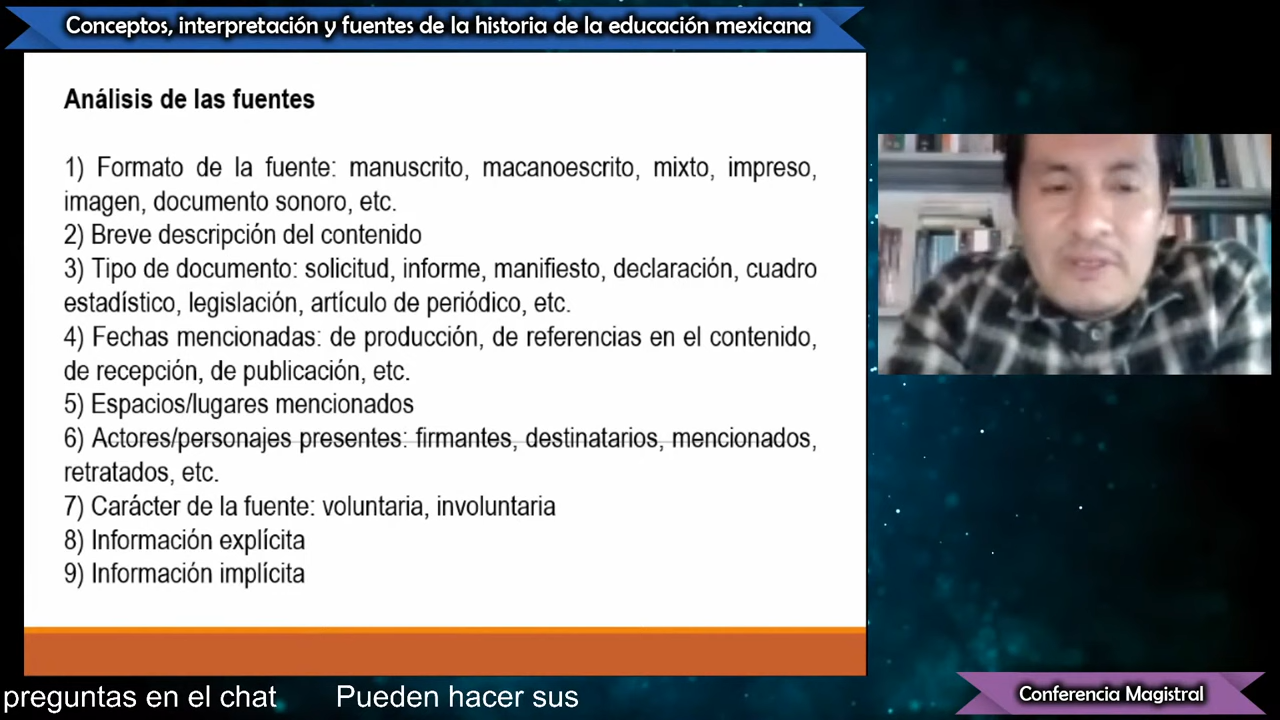 Conceptos, interpretación y fuentes de la historia de la educación mexicana
Análisis de las fuentes
1) Formato de la fuente: manuscrito, macanoescrito, mixto, impreso,
imagen, documento sonoro, etc.
2) Breve descripción del contenido
3) Tipo de documento: solicitud, informe, manifiesto, declaración, cuadro
estadístico, legislación, artículo de periódico, etc.
4) Fechas mencionadas: de producción, de referencias en el contenido,
de recepción, de publicación, etc.
5) Espacios/lugares mencionados
6) Actores/personajes presentes: firmantes, destinatarios, mencionados,
retratados, etc.
7) Carácter de la fuente: voluntaria, involuntaria
8) Información explícita
9) Información implícita
preguntas en el chat Pueden hacer sus
Conferencia Magistral